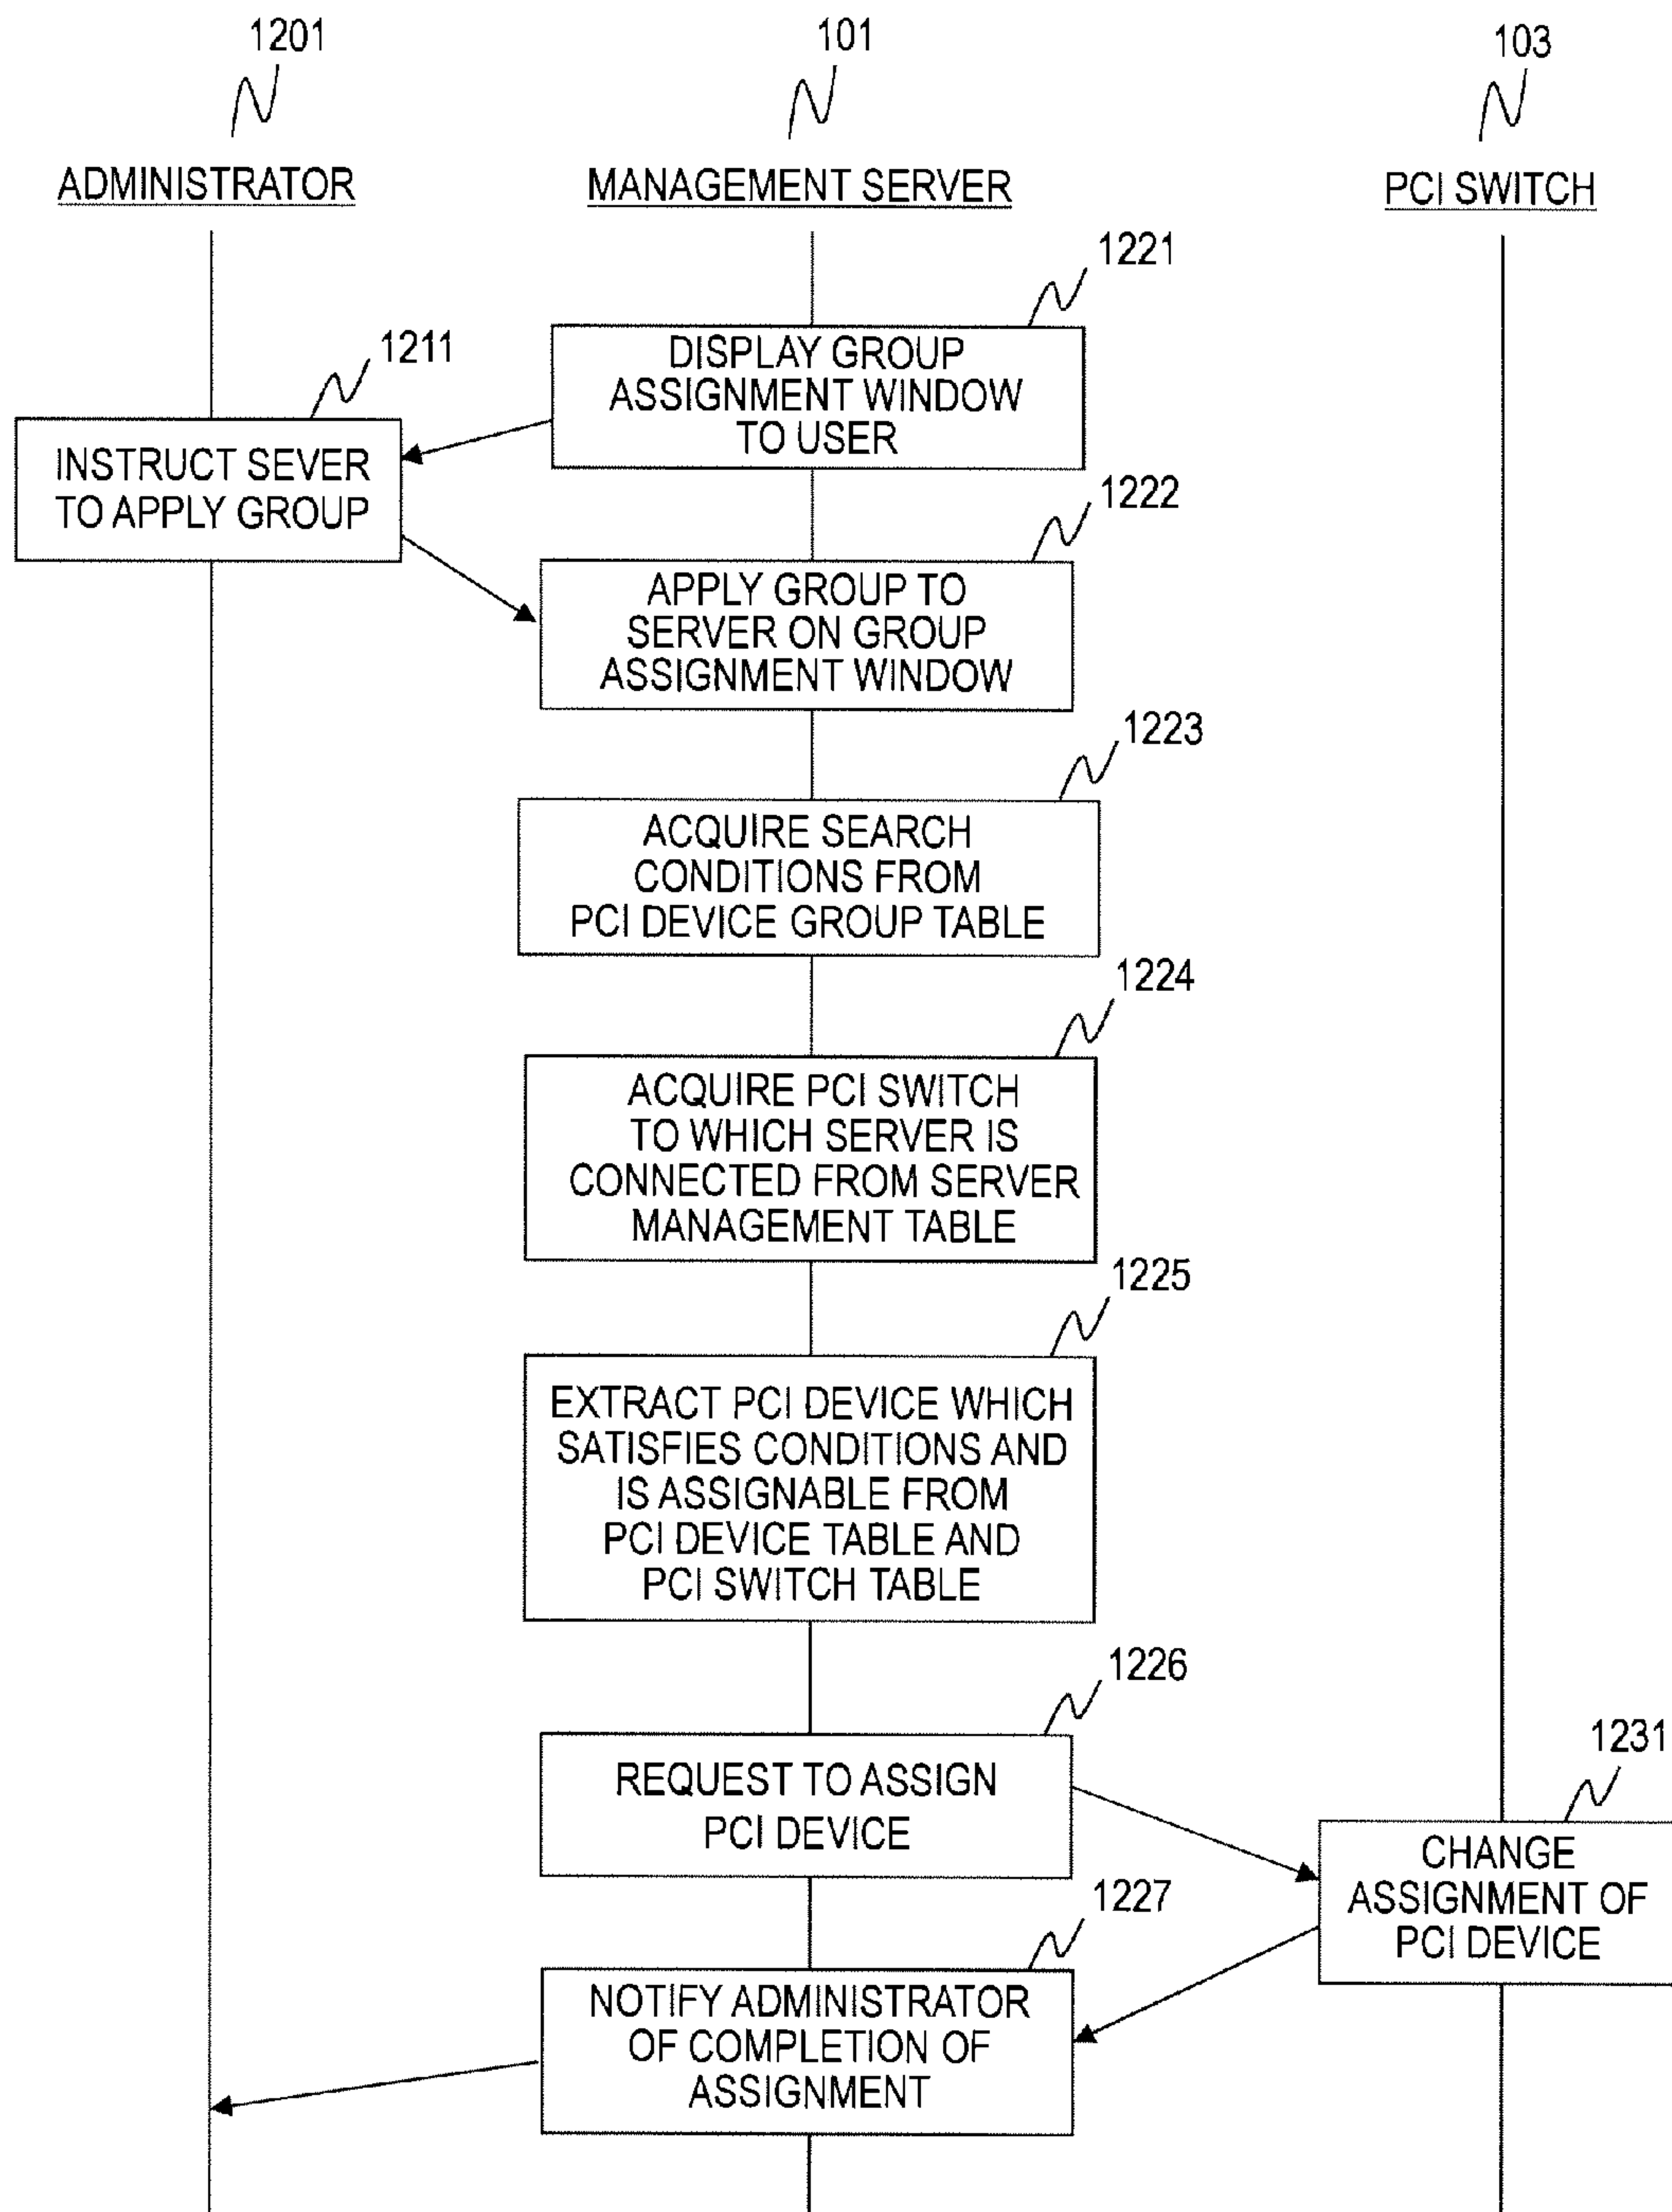 1201
101
103
ADMINISTRATOR
MANAGEMENT SERVER
PCI SWITCH
1221
DISPLAY GROUP
ASSIGNMENT WINDOW
TO USER
1211
INSTRUCT SEVER
TO APPLY GROUP
1222
APPLY GROUP TO
SERVER ON GROUP
ASSIGNMENT WINDOW
1223
ACQUIRE SEARCH
CONDITIONS FROM
PCI DEVICE GROUP TABLE
1224
ACQUIRE PCI SWITCH
TO WHICH SERVER IS
CONNECTED FROM SERVER
MANAGEMENT TABLE
1225
EXTRACT PCI DEVICE WHICH
SATISFIES CONDITIONS AND
IS ASSIGNABLE FROM
PCI DEVICE TABLE AND
PCI SWITCH TABLE
1226
REQUEST TO ASSIGN
PCI DEVICE
1231
CHANGE
ASSIGNMENT OF
PCI DEVICE
1227
NOTIFY ADMINISTRATOR
OF COMPLETION OF
ASSIGNMENT